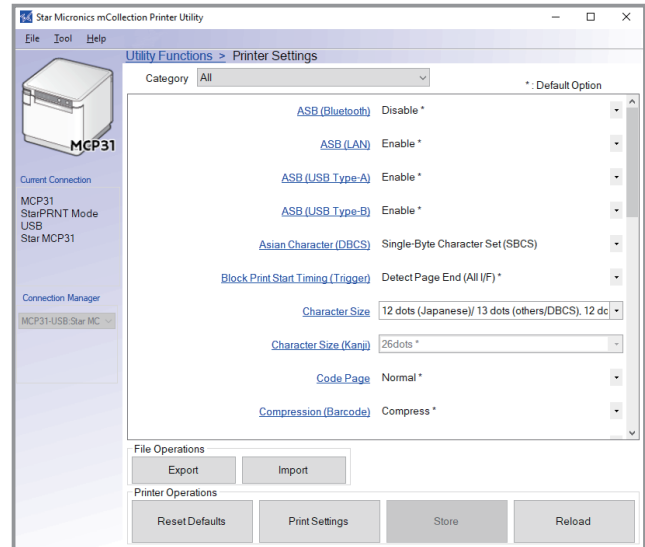 Star Micronics mCollection Printer Utility
File Tool Help
Utility Functions > Printer Settings
Category All
* : Default Option
MCP31
Current Connection
MCP31
StarPRNT Mode
USB
Star MCP31
Connection Manager
MCP31-USB:Star MC
ASB (Bluetooth) Disable *
ASB (LAN) Enable *
ASB (USB Type-A) Enable *
ASB (USB Type-B) Enable *
Asian Character (DBCS) Single-Byte Character Set (SBCS)
Block Print Start Timing (Trigger) Detect Page End (All I/F) *
Character Size 12 dots (Japanese)/ 13 dots (others/DBCS), 12 dc
Character Size (Kanji) 26dots *
Code Page Normal *
Compression (Barcode) Compress *
File Operations
Export Import
Printer Operations
Reset Defaults Print Settings Store Reload